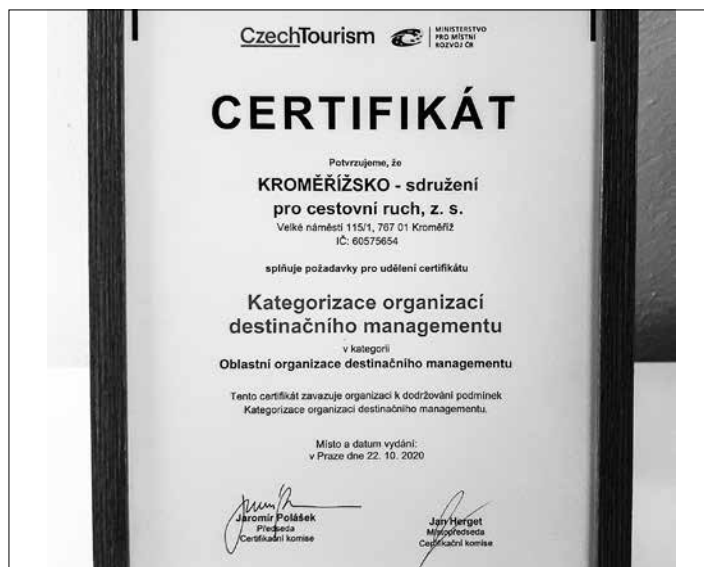 CzechTourism
MINISTERSTVO
PRO MÍSTNÍ
ROZVOJ ČR
CERTIFIKÁT
Potvrzujeme, že
KROMĚŘÍŽSKO - sdružení
pro cestovní ruch, z. s.
Velké náměstí 115/1, 767 01 Kroměříž
IČ: 60575654
splňuje požadavky pro udělení certifikátu
Kategorizace organizací
destinačního managementu
v kategorii
Oblastní organizace destinačního managementu
Tento certifikát zavazuje organizaci k dodržování podmínek
Kategorizace organizací destinačního managementu.
Místo a datum vydání:
v Praze dne 22. 10. 2020
Jaromír Polášek
Předseda
Certifikační komise
Jan Herget
Místopředseda
Certifikační komise